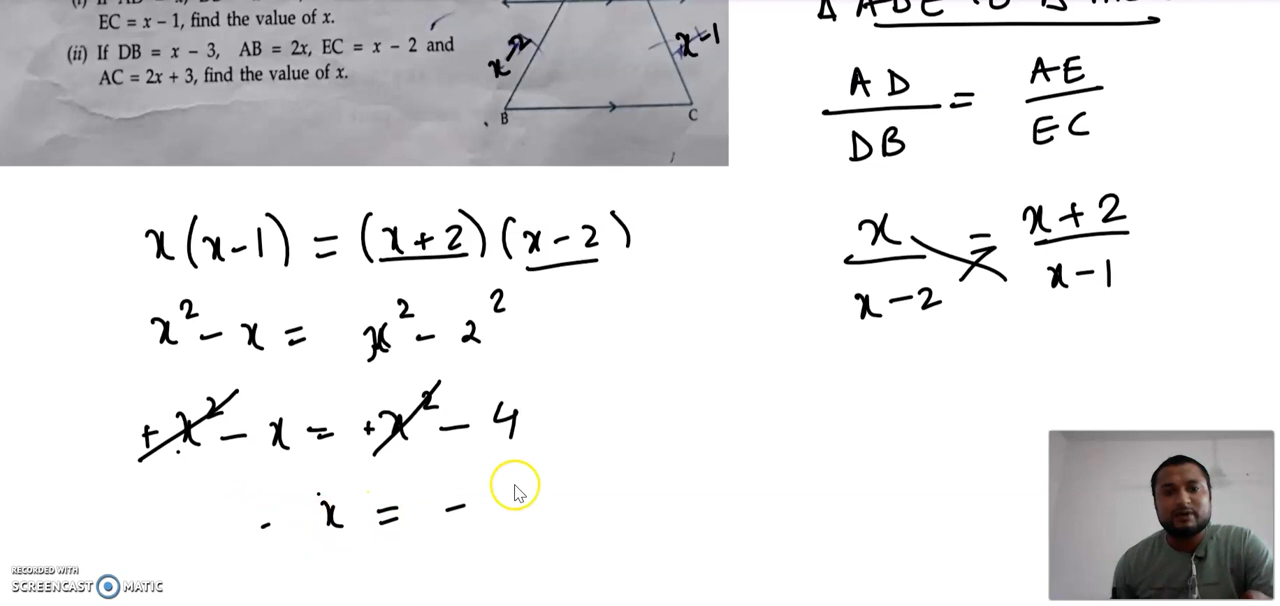 EC = x − 1, find the value of x.
(ii) If DB = x − 3, AB = 2x, EC = x − 2 and
AC = 2x + 3, find the value of x.
x-2
x-1
B
C
AD/DB = AE/EC
x/x-2 = x+2/x-1
x(x-1) = (x+2)(x-2)
x² - x = x² - 2²
+x² - x = +x² - 4
- x = -
RECORDED WITH
SCREENCAST MATIC